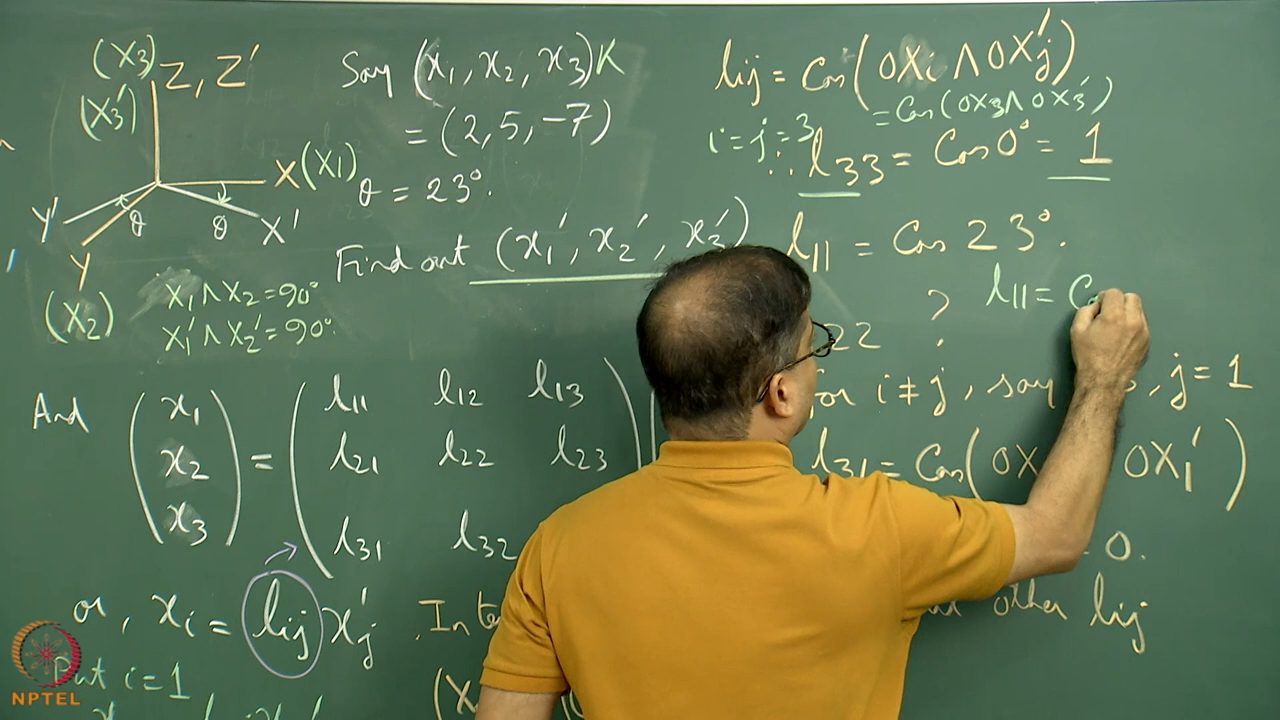 (X3) Z, Z'
(X3')
X (X1)
Y' θ θ X'
Y
(X2)
X1 ∧ X2 = 90°
X1' ∧ X2' = 90°
Say (x1, x2, x3) K
= (2, 5, -7)
θ = 23°.
Find out (x1', x2', x3')
And (x1 x2 x3) = (l11 l12 l13
l21 l22 l23
l31 l32
or, xi = lij xj'
Put i = 1
lij = Cos(OXi ∧ OXj')
= Cos(OX3 ∧ OX3')
i = j = 3
∴ l33 = Cos 0° = 1
l11 = Cos 23°.
l11 = C
22 ?
for i ≠ j, say , j = 1
l31 = Cos(OX OX1')
0.
other lij
NPTEL